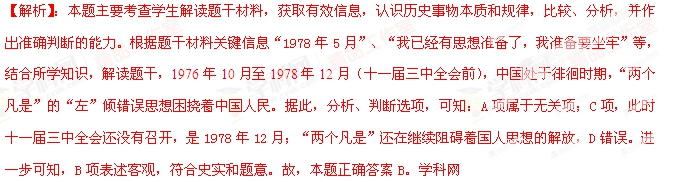 【解析】：本题主要考查学生解读题干材料，获取有效信息，认识历史事物本质和规律，比较、分析，并作
出准确判断的能力。根据题干材料关键信息“1978 年 5 月”、“我已经有思想准备了，我准备要坐牢”等，
结合所学知识，解读题干，1976 年 10 月至 1978 年 12 月（十一届三中全会前），中国处于徘徊时期，“两个
凡是”的“左”倾错误思想困挠着中国人民。据此，分析、判断选项，可知：A 项属于无关项；C 项，此时
十一届三中全会还没有召开，是 1978 年 12 月；“两个凡是”还在继续阻碍着国人思想的解放，D 错误。进
一步可知，B 项表述客观，符合史实和题意。故，本题正确答案 B。学科网